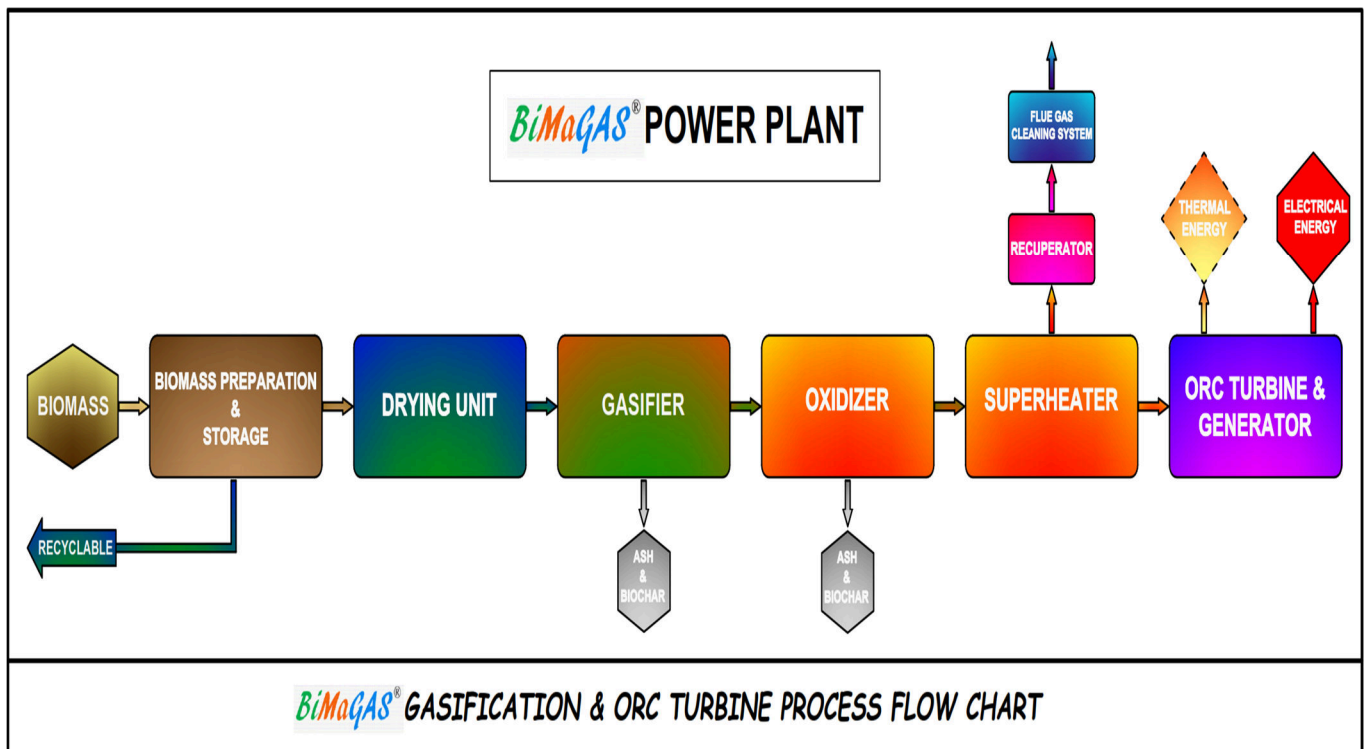 BiMaGAS® POWER PLANT
FLUE GAS
CLEANING SYSTEM
RECUPERATOR
THERMAL
ENERGY
ELECTRICAL
ENERGY
BIOMASS
BIOMASS PREPARATION
&
STORAGE
DRYING UNIT
GASIFIER
OXIDIZER
SUPERHEATER
ORC TURBINE &
GENERATOR
RECYCLABLE
ASH
&
BIOCHAR
ASH
&
BIOCHAR
BiMaGAS® GASIFICATION & ORC TURBINE PROCESS FLOW CHART